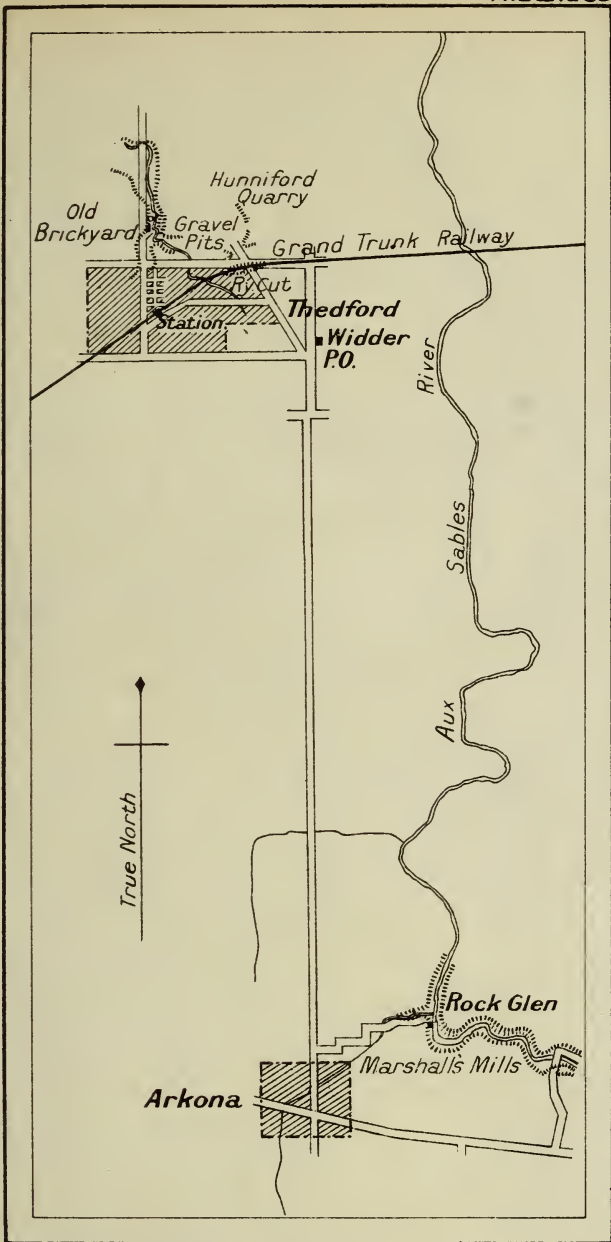 Hunniford
Quarry
Old
Brickyard
Gravel
Pits
Grand Trunk Railway
Ry Cut
Thedford
Station
Widder
P.O.
River
Sables
Aux
True North
Rock Glen
Marshall's Mills
Arkona